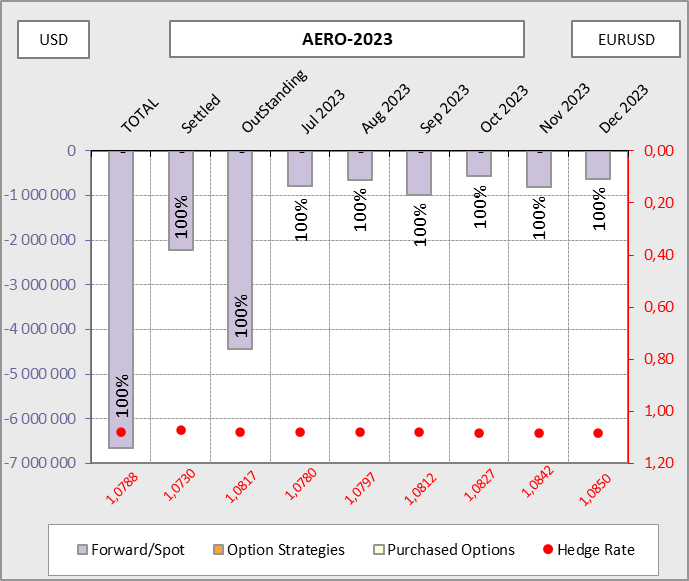 USD
AERO-2023
EURUSD
TOTAL
Settled
OutStanding
Jul 2023
Aug 2023
Sep 2023
Oct 2023
Nov 2023
Dec 2023
0
-1 000 000
-2 000 000
-3 000 000
-4 000 000
-5 000 000
-6 000 000
-7 000 000
100%
100%
100%
100%
100%
100%
100%
100%
100%
0,00
0,20
0,40
0,60
0,80
1,00
1,20
1,0788
1,0730
1,0817
1,0780
1,0797
1,0812
1,0827
1,0842
1,0850
Forward/Spot
Option Strategies
Purchased Options
Hedge Rate